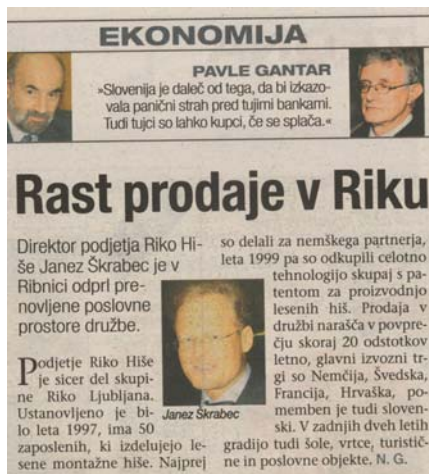 EKONOMIJA
PAVLE GANTAR
»Slovenija je daleč od tega, da bi izkazo-
vala panični strah pred tujimi bankami.
Tudi tujci so lahko kupci, če se splača.«
Rast prodaje v Riku
Direktor podjetja Riko Hi-
še Janez Škrabec je v
Ribnici odprl pre-
novljene poslovne
prostore družbe.
Podjetje Riko Hiše
je sicer del skupi-
ne Riko Ljubljana.
Ustanovljeno je bi-
lo leta 1997, ima 50
zaposlenih, ki izdelujejo le-
sene montažne hiše. Najprej
Janez Škrabec
so delali za nemškega partnerja,
leta 1999 pa so odkupili celotno
tehnologijo skupaj s pa-
tentom za proizvodnjo
lesenih hiš. Prodaja v
družbi narašča v povpre-
čju skoraj 20 odstotkov
letno, glavni izvozni tr-
gi so Nemčija, Švedska,
Francija, Hrvaška, po-
memben je tudi sloven-
ski. V zadnjih dveh letih
gradijo tudi šole, vrtce, turistič-
ne in poslovne objekte. N. G.